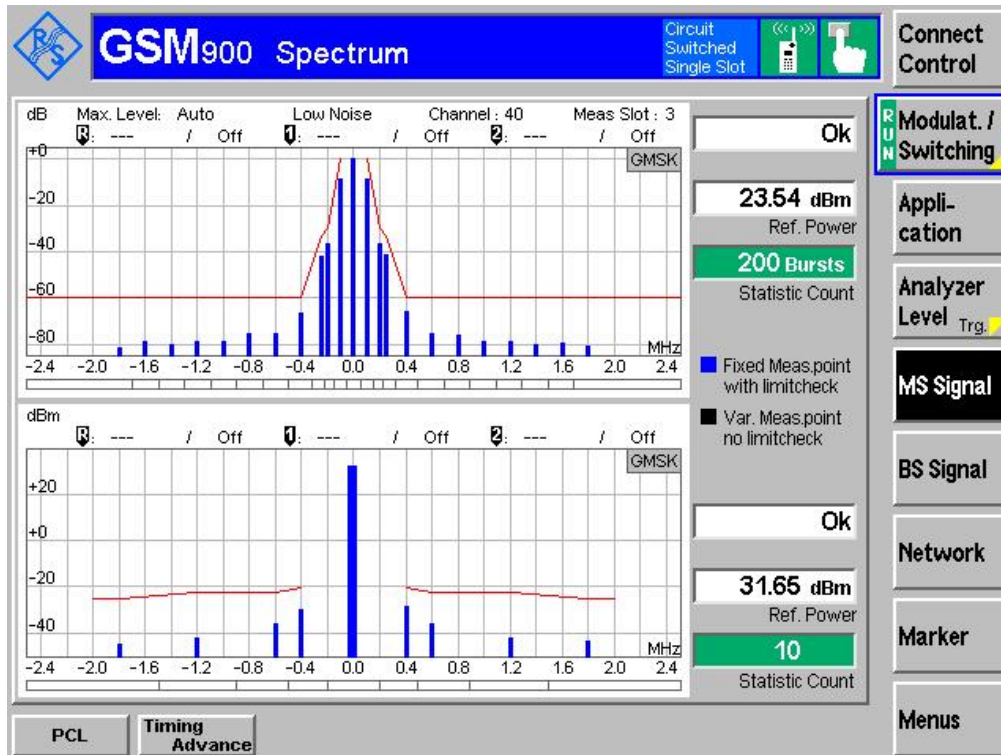 R S
GSM900 Spectrum
Circuit
Switched
Single Slot
Connect
Control
dB Max. Level: Auto Low Noise Channel : 40 Meas Slot : 3
R: --- / Off 1: --- / Off 2: --- / Off
+0
GMSK
-20
-40
-60
-80
MHz
-2.4 -2.0 -1.6 -1.2 -0.8 -0.4 0.0 0.4 0.8 1.2 1.6 2.0 2.4
Ok
23.54 dBm
Ref. Power
200 Bursts
Statistic Count
Fixed Meas.point
with limitcheck
Var. Meas.point
no limitcheck
dBm
R: --- / Off 1: --- / Off 2: --- / Off
GMSK
+20
+0
-20
-40
MHz
-2.4 -2.0 -1.6 -1.2 -0.8 -0.4 0.0 0.4 0.8 1.2 1.6 2.0 2.4
Ok
31.65 dBm
Ref. Power
10
Statistic Count
RUN
Modulat. /
Switching
Appli-
cation
Analyzer
Level Trg.
MS Signal
BS Signal
Network
Marker
Menus
PCL
Timing
Advance